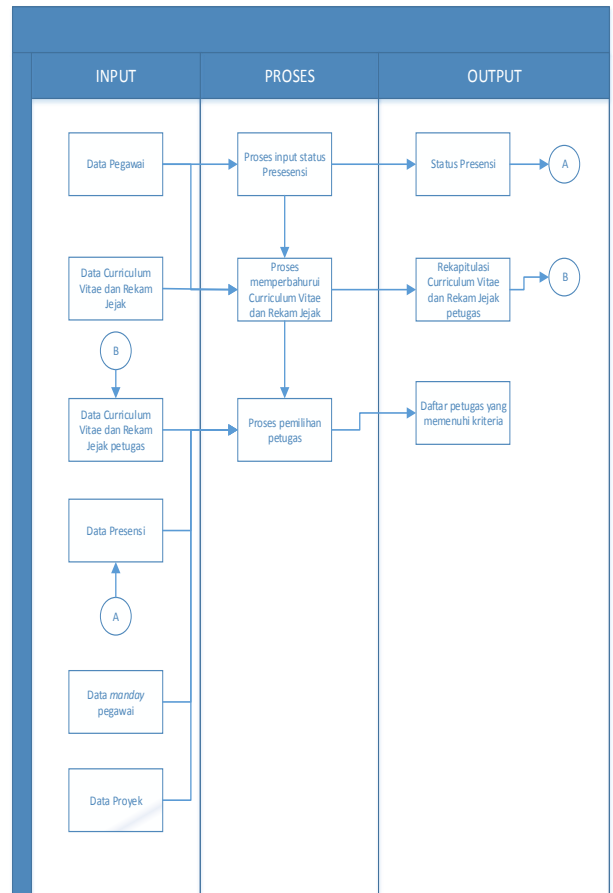 INPUT
PROSES
OUTPUT
Data Pegawai
Proses input status
Presesensi
Status Presensi
A
Data Curriculum
Vitae dan Rekam
Jejak
Proses
memperbahurui
Curriculum Vitae
dan Rekam Jejak
Rekapitulasi
Curriculum Vitae
dan Rekam Jejak
petugas
B
B
Data Curriculum
Vitae dan Rekam
Jejak petugas
Proses pemilihan
petugas
Daftar petugas yang
memenuhi kriteria
Data Presensi
A
Data manday
pegawai
Data Proyek